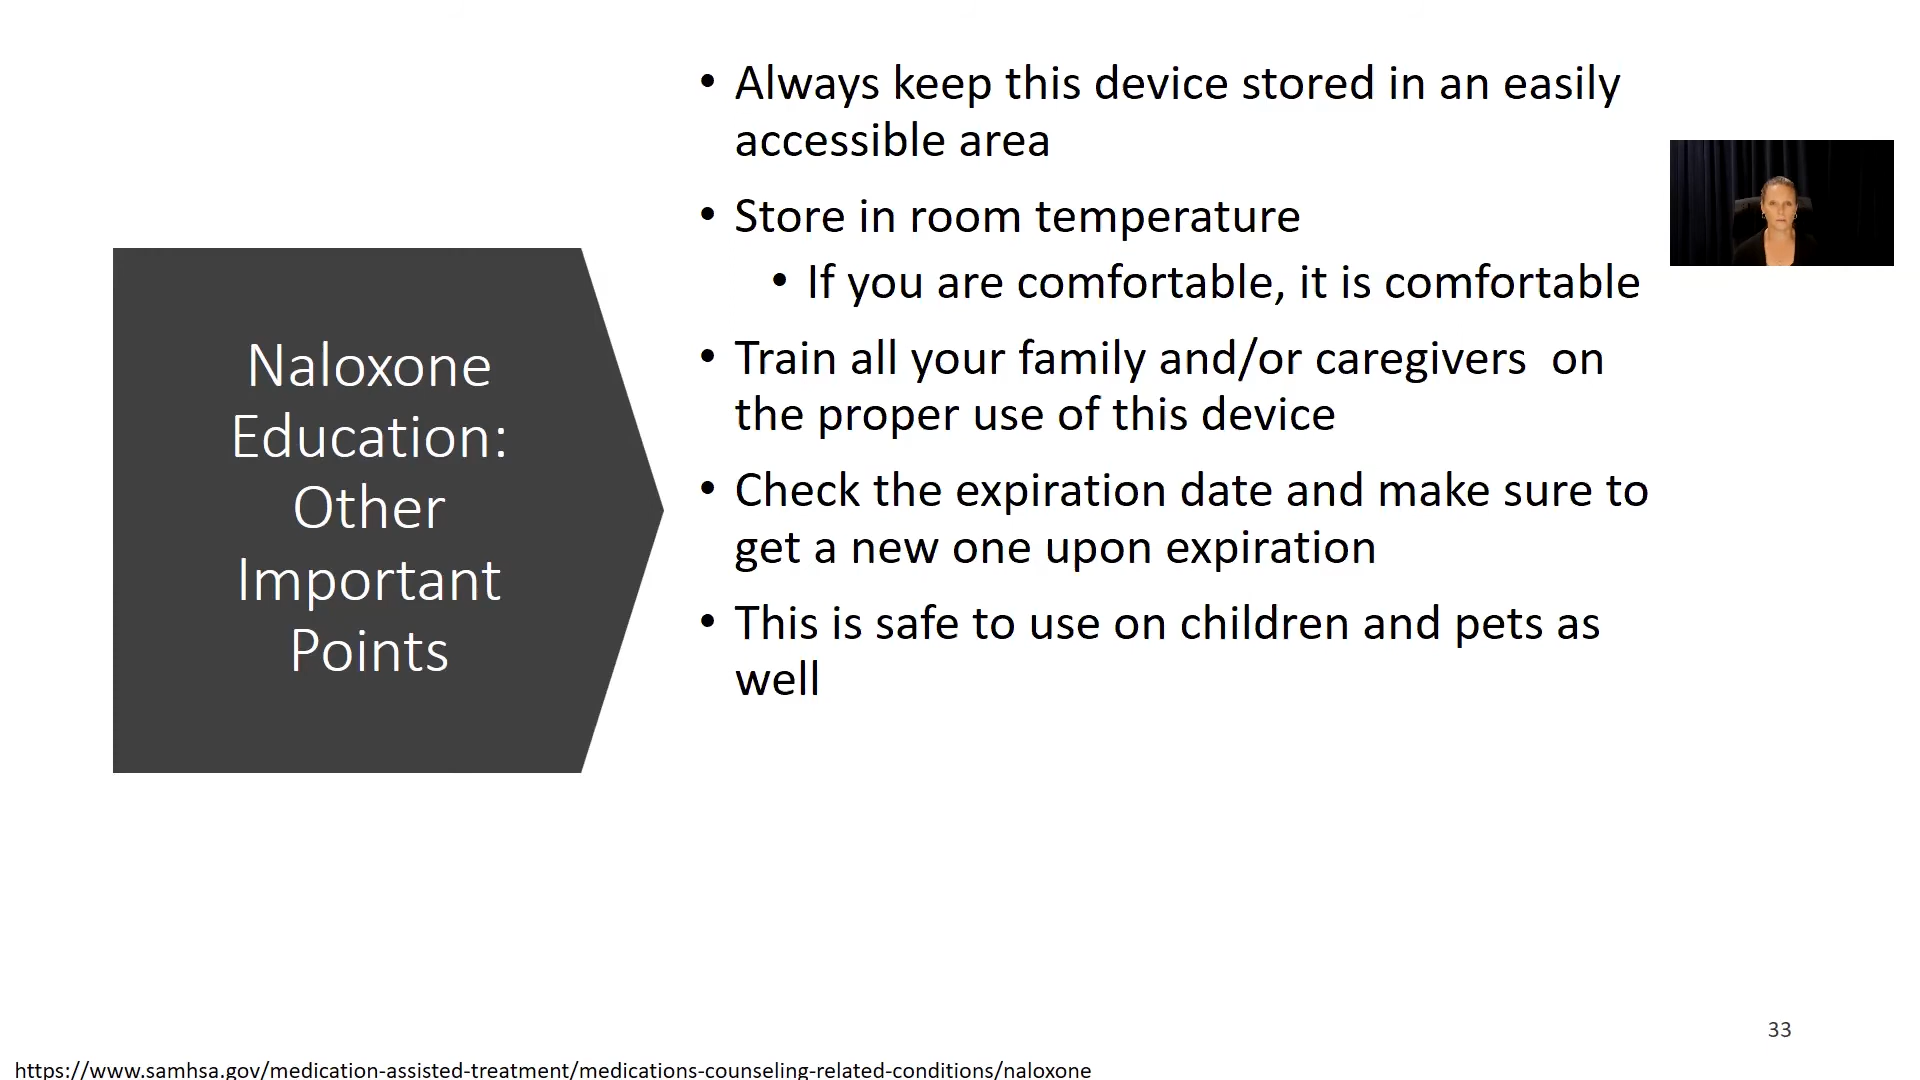 Naloxone
Education:
Other
Important
Points
• Always keep this device stored in an easily
accessible area
• Store in room temperature
• If you are comfortable, it is comfortable
• Train all your family and/or caregivers  on
the proper use of this device
• Check the expiration date and make sure to
get a new one upon expiration
• This is safe to use on children and pets as
well
33
https://www.samhsa.gov/medication-assisted-treatment/medications-counseling-related-conditions/naloxone